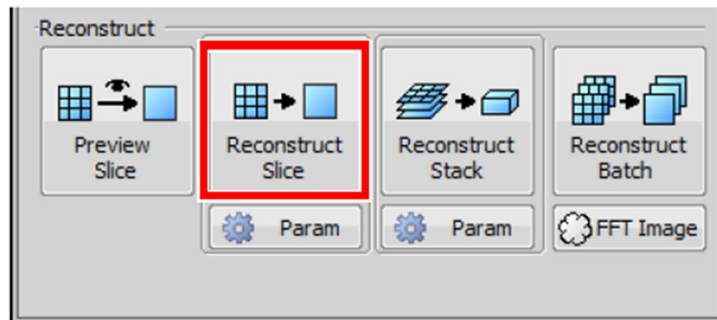 Reconstruct
Preview
Slice
Reconstruct
Slice
Reconstruct
Stack
Reconstruct
Batch
Param
Param
FFT Image